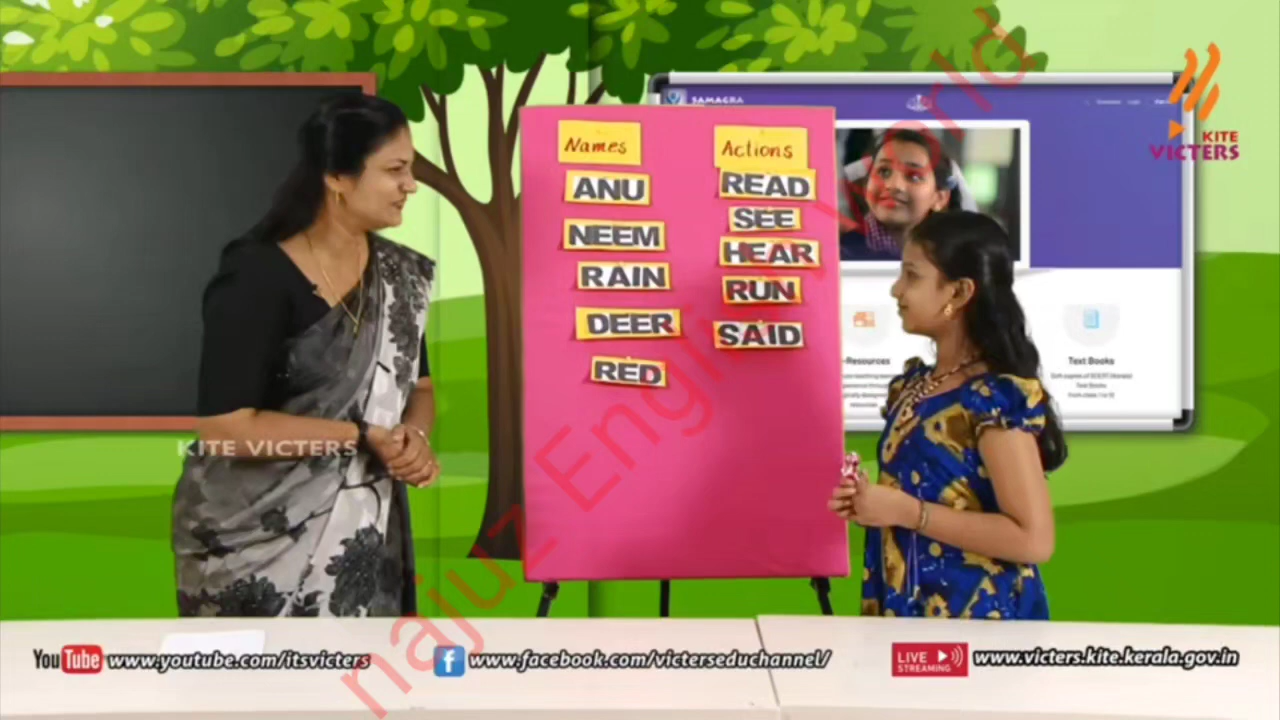 SAMAGRA
KITE
VICTERS
Names
Actions
ANU
READ
NEEM
SEE
RAIN
HEAR
DEER
RUN
RED
SAID
Text Books
KITE VICTERS
najuz English world
You Tube www.youtube.com/itsvicters
f www.facebook.com/victerseduchannel/
LIVE STREAMING www.victers.kite.kerala.gov.in